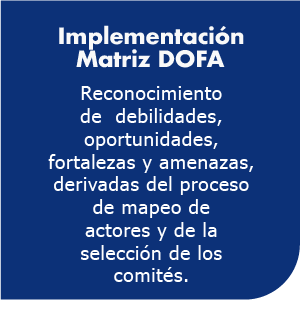 Implementación
Matriz DOFA
Reconocimiento
de debilidades,
oportunidades,
fortalezas y amenazas,
derivadas del proceso
de mapeo de
actores y de la
selección de los
comités.